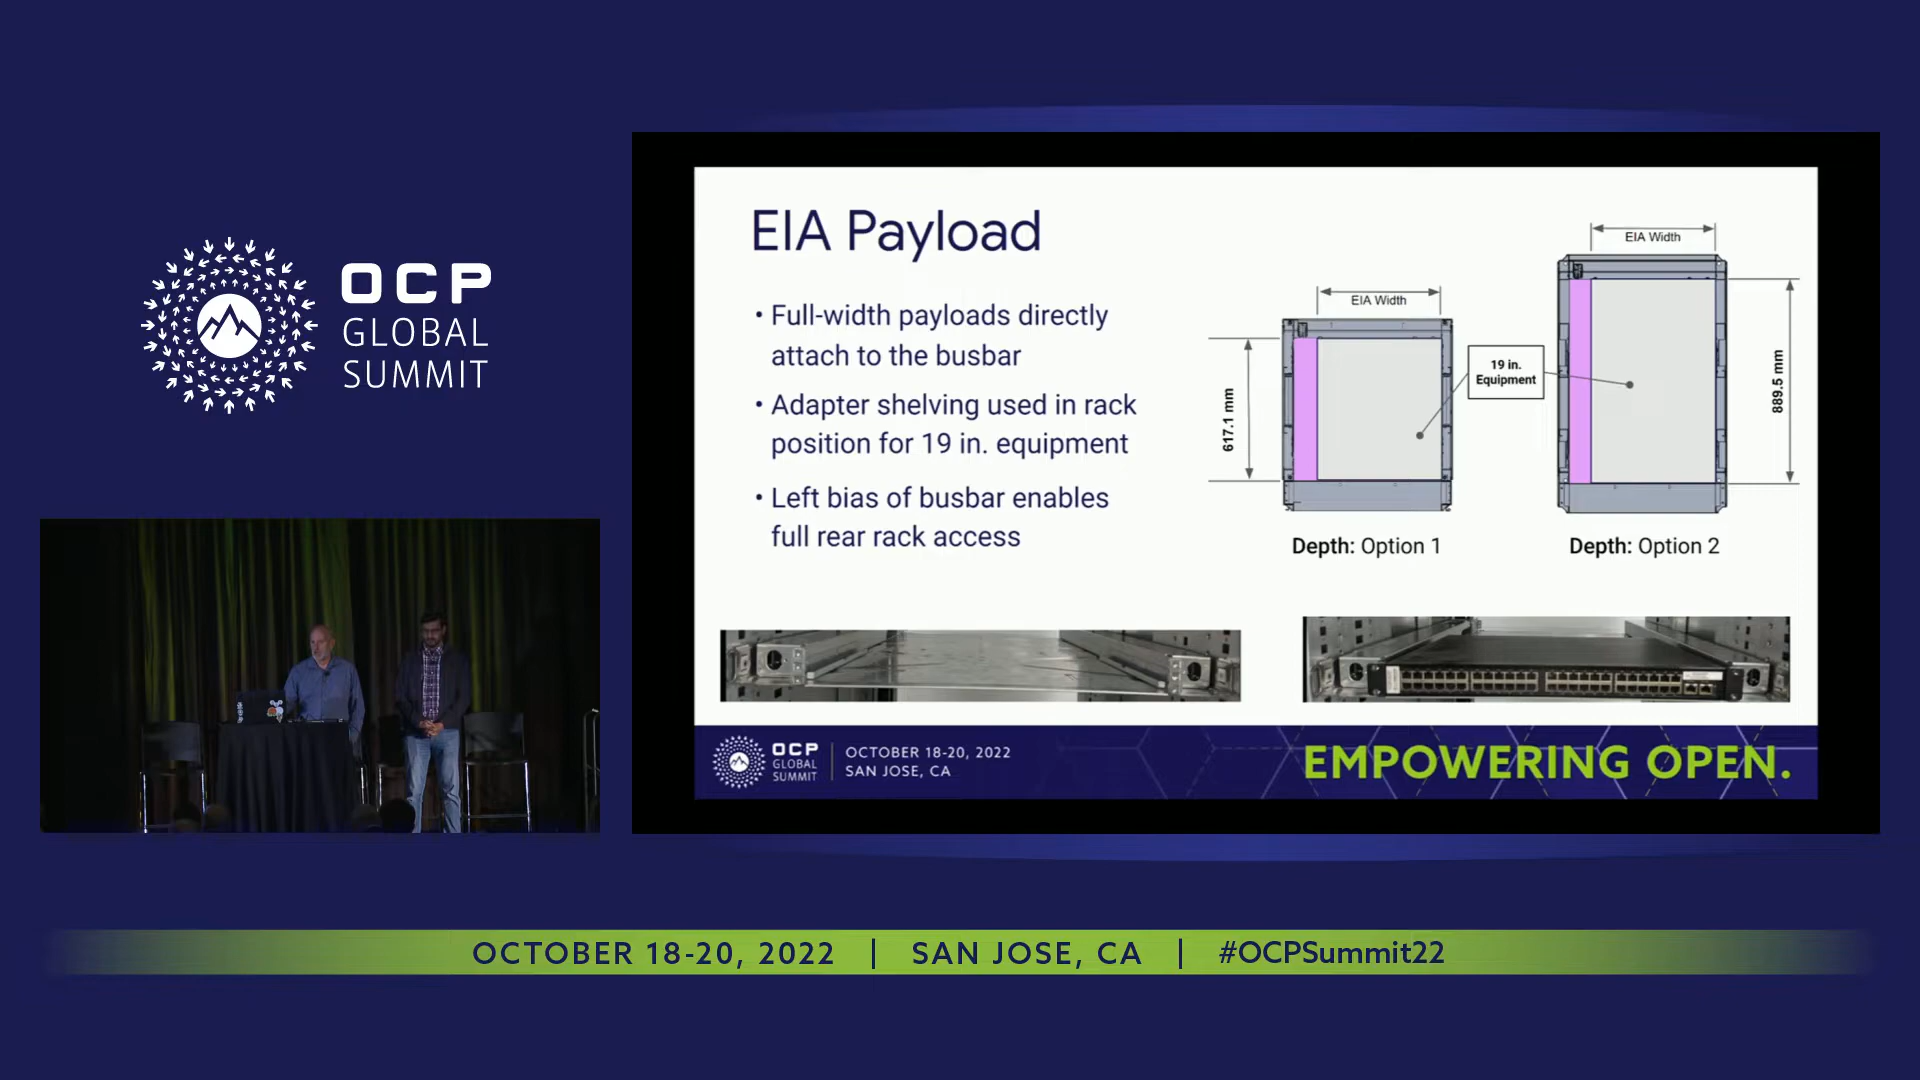 OCP
GLOBAL
SUMMIT
EIA Payload
• Full-width payloads directly
attach to the busbar
• Adapter shelving used in rack
position for 19 in. equipment
• Left bias of busbar enables
full rear rack access
EIA Width
617.1 mm
Depth: Option 1
19 in.
Equipment
EIA Width
889.5 mm
Depth: Option 2
OCP
GLOBAL
SUMMIT
OCTOBER 18-20, 2022
SAN JOSE, CA
EMPOWERING OPEN.
OCTOBER 18-20, 2022 | SAN JOSE, CA | #OCPSummit22